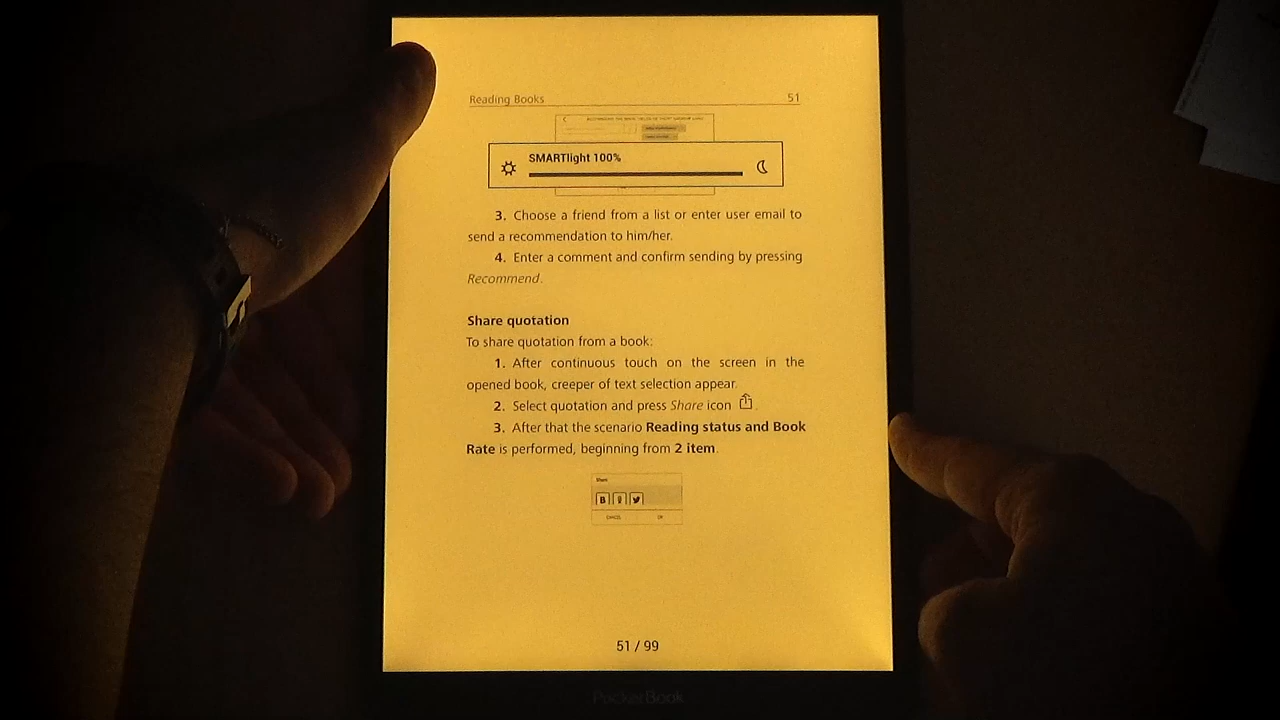 Reading Books 51
SMARTlight 100%
3. Choose a friend from a list or enter user email to
send a recommendation to him/her.
4. Enter a comment and confirm sending by pressing
Recommend.
Share quotation
To share quotation from a book:
1. After continuous touch on the screen in the
opened book, creeper of text selection appear.
2. Select quotation and press Share icon .
3. After that the scenario Reading status and Book
Rate is performed, beginning from 2 item.
Share
B
CANCEL OK
51 / 99
PocketBook